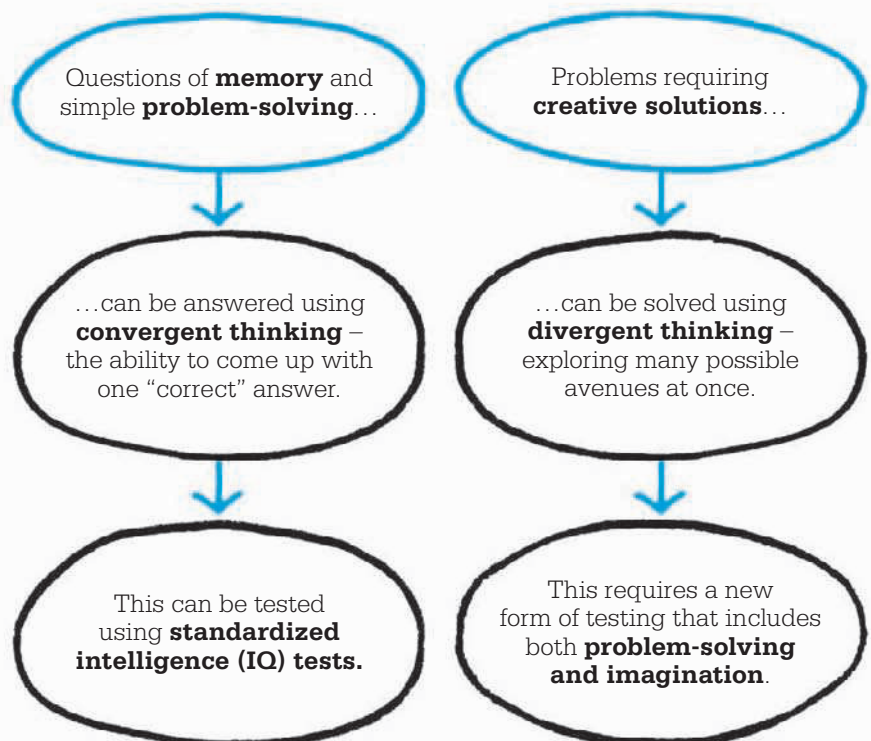 Questions of memory and
simple problem-solving…
…can be answered using
convergent thinking –
the ability to come up with
one “correct” answer.
This can be tested
using standardized
intelligence (IQ) tests.
Problems requiring
creative solutions…
…can be solved using
divergent thinking –
exploring many possible
avenues at once.
This requires a new
form of testing that includes
both problem-solving
and imagination.